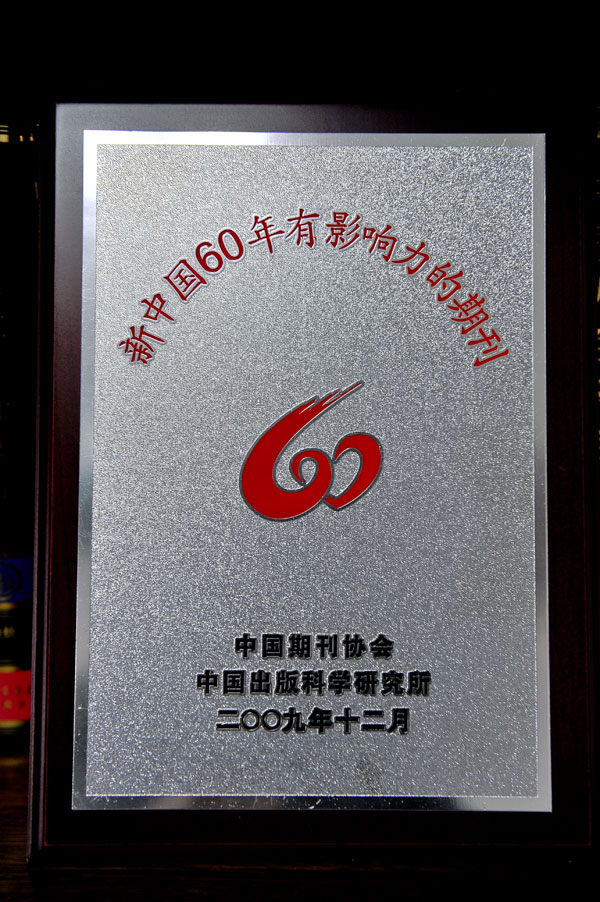 新中国60年有影响力的期刊
60
中国期刊协会
中国出版科学研究所
二〇〇九年十二月